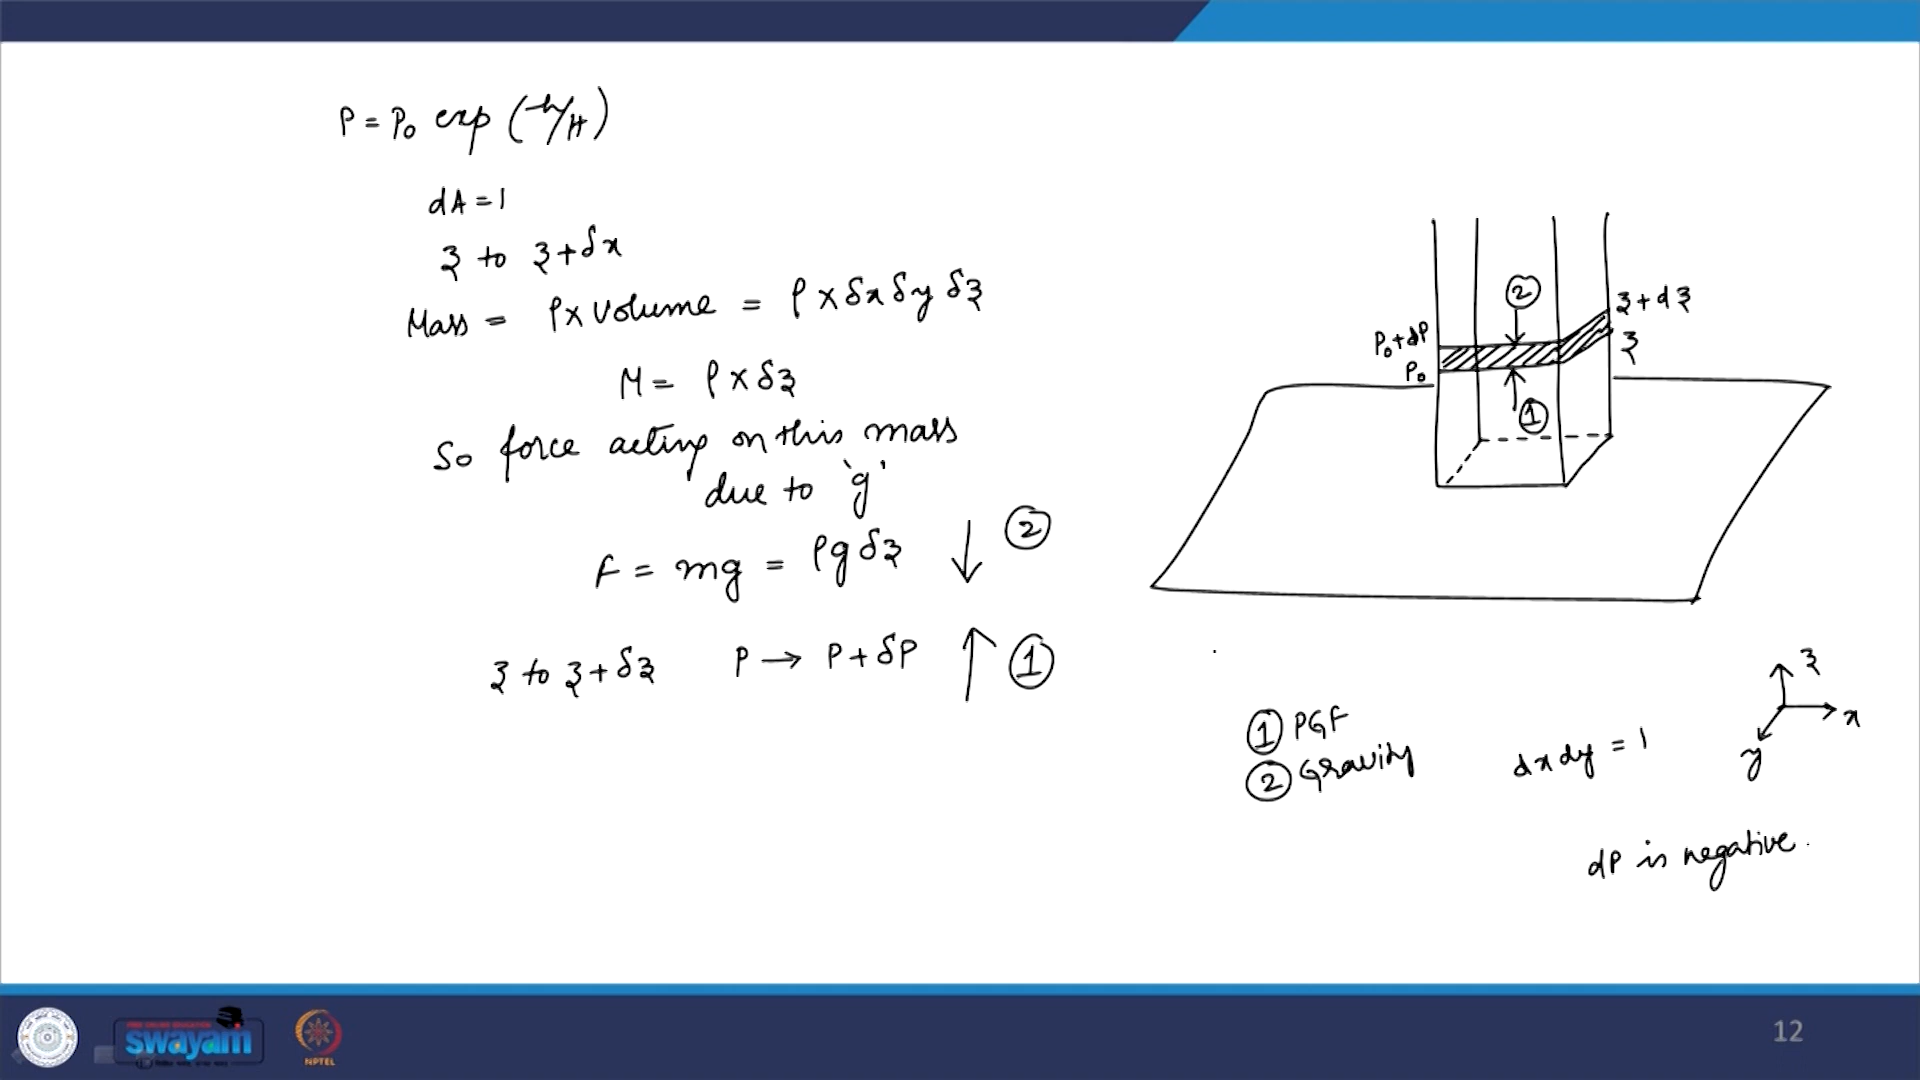 P = P₀ exp (-h/H)
dA = 1
z to z+δx
Mass = ρ x volume = ρ x δx δy δz
M = ρ x δz
So force acting on this mass
due to 'g'
F = mg = ρg δz ↓ ②
z to z+δz P → P+δP ↑ ①
②
z+dz
P₀+dP
z
P₀
①
z
x
y
① PGF
② Gravity
dx dy = 1
dP is negative.
swayam
NPTEL
12